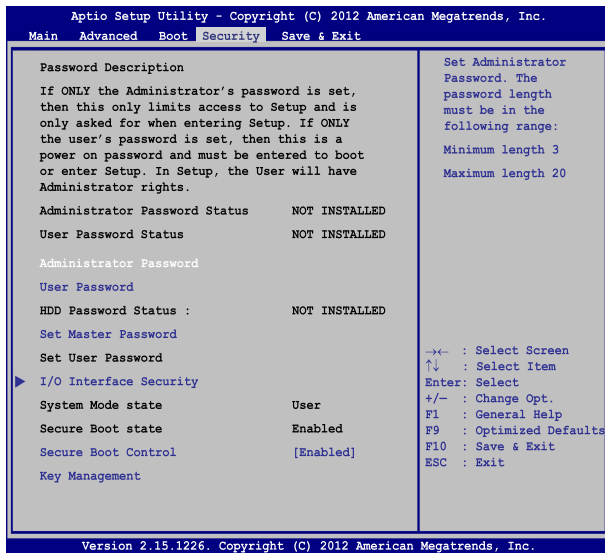 Aptio Setup Utility - Copyright (C) 2012 American Megatrends, Inc.
Main Advanced Boot Security Save & Exit
Password Description
If ONLY the Administrator's password is set,
then this only limits access to Setup and is
only asked for when entering Setup. If ONLY
the user's password is set, then this is a
power on password and must be entered to boot
or enter Setup. In Setup, the User will have
Administrator rights.
Administrator Password Status NOT INSTALLED
User Password Status NOT INSTALLED
Administrator Password
User Password
HDD Password Status : NOT INSTALLED
Set Master Password
Set User Password
I/O Interface Security
System Mode state User
Secure Boot state Enabled
Secure Boot Control [Enabled]
Key Management
Set Administrator
Password. The
password length
must be in the
following range:
Minimum length 3
Maximum length 20
→← : Select Screen
↑↓ : Select Item
Enter: Select
+/− : Change Opt.
F1 : General Help
F9 : Optimized Defaults
F10 : Save & Exit
ESC : Exit
Version 2.15.1226. Copyright (C) 2012 American Megatrends, Inc.